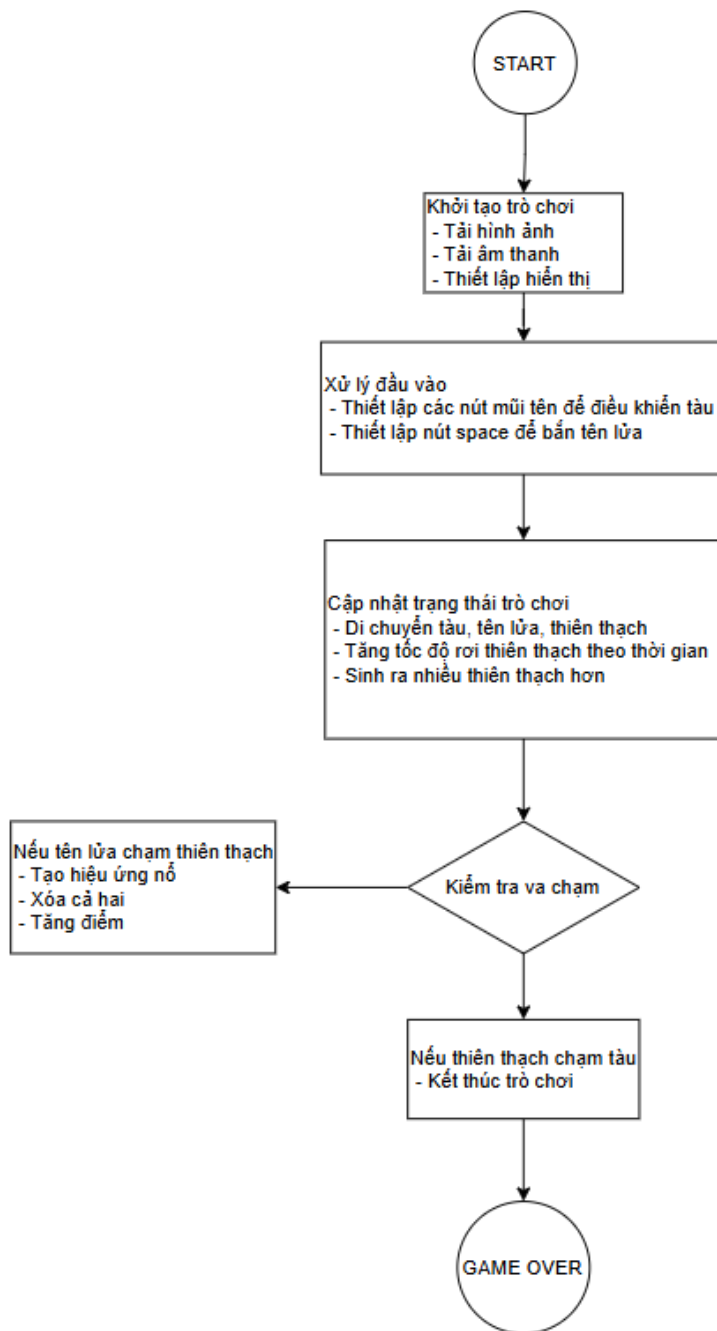 START
Khởi tạo trò chơi
- Tải hình ảnh
- Tải âm thanh
- Thiết lập hiển thị
Xử lý đầu vào
- Thiết lập các nút mũi tên để điều khiển tàu
- Thiết lập nút space để bắn tên lửa
Cập nhật trạng thái trò chơi
- Di chuyển tàu, tên lửa, thiên thạch
- Tăng tốc độ rơi thiên thạch theo thời gian
- Sinh ra nhiều thiên thạch hơn
Kiểm tra va chạm
Nếu tên lửa chạm thiên thạch
- Tạo hiệu ứng nổ
- Xóa cả hai
- Tăng điểm
Nếu thiên thạch chạm tàu
- Kết thúc trò chơi
GAME OVER